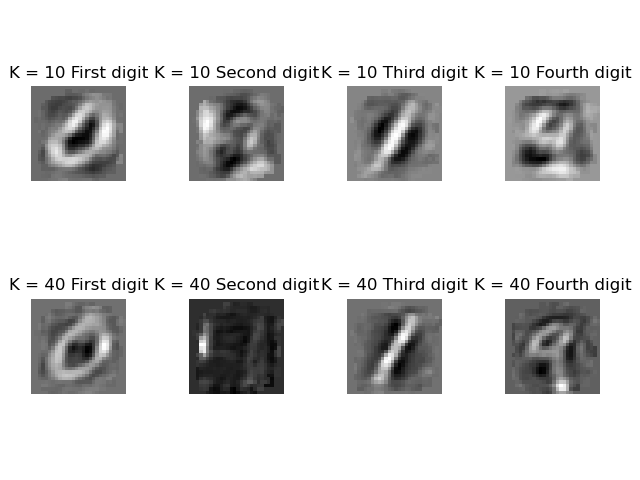 K = 10 First digit K = 10 Second digit K = 10 Third digit K = 10 Fourth digit
K = 40 First digit K = 40 Second digit K = 40 Third digit K = 40 Fourth digit